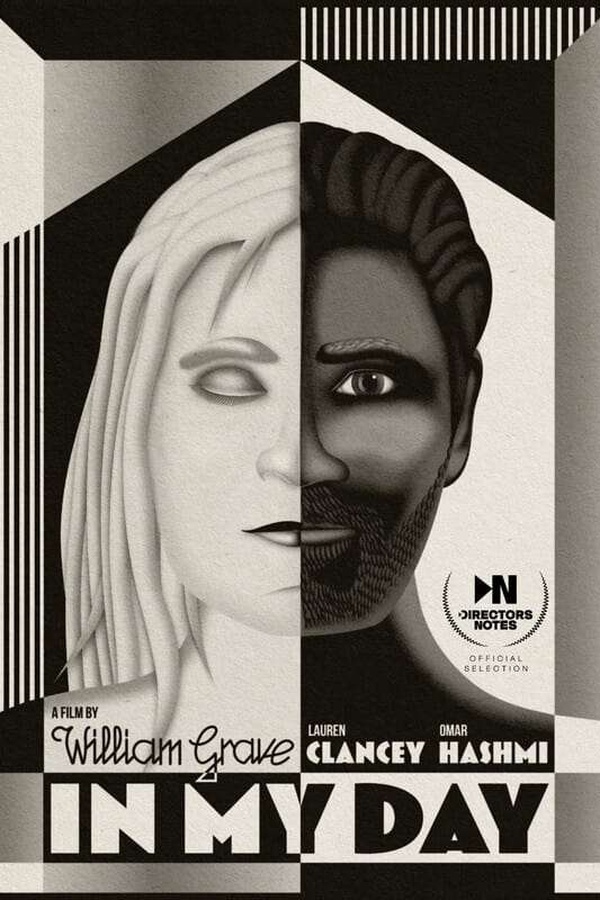 DIRECTORS
NOTES
OFFICIAL
SELECTION
A FILM BY
William Grave
LAUREN
CLANCEY
OMAR
HASHMI
IN MY DAY